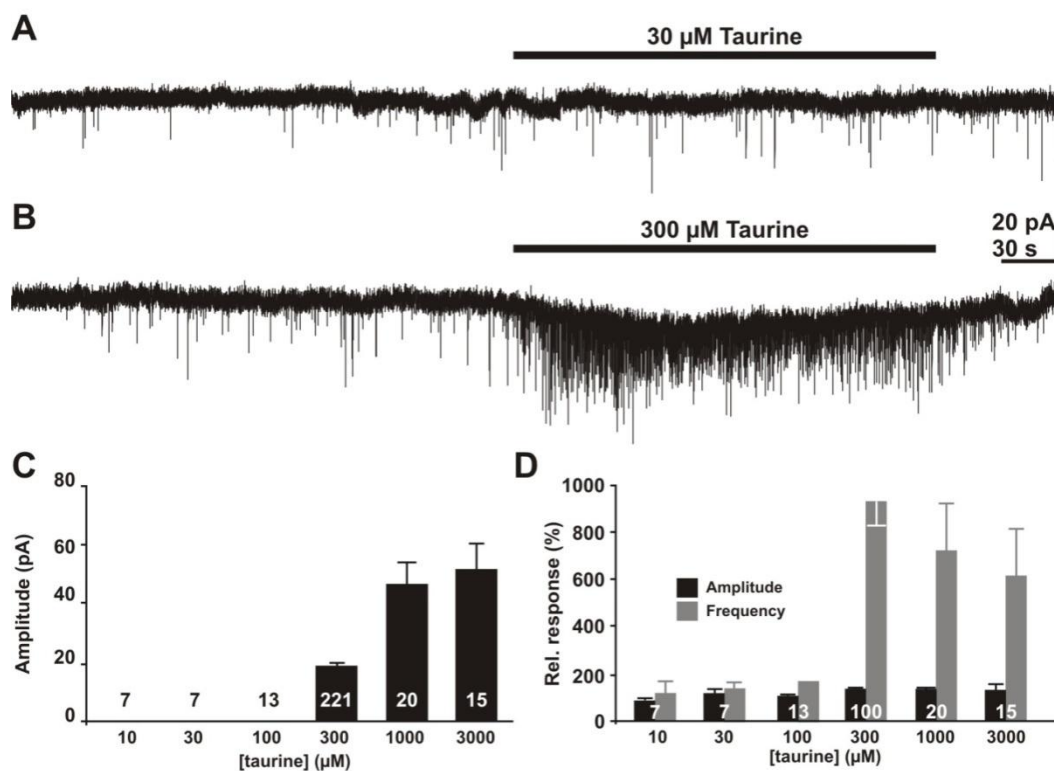 A
30 µM Taurine
B
300 µM Taurine
20 pA
30 s
C
80
60
40
20
0
Amplitude (pA)
7 7 13 221 20 15
10 30 100 300 1000 3000
[taurine] (µM)
D
1000
800
600
400
200
0
Rel. response (%)
Amplitude
Frequency
7 7 13 100 20 15
10 30 100 300 1000 3000
[taurine] (µM)